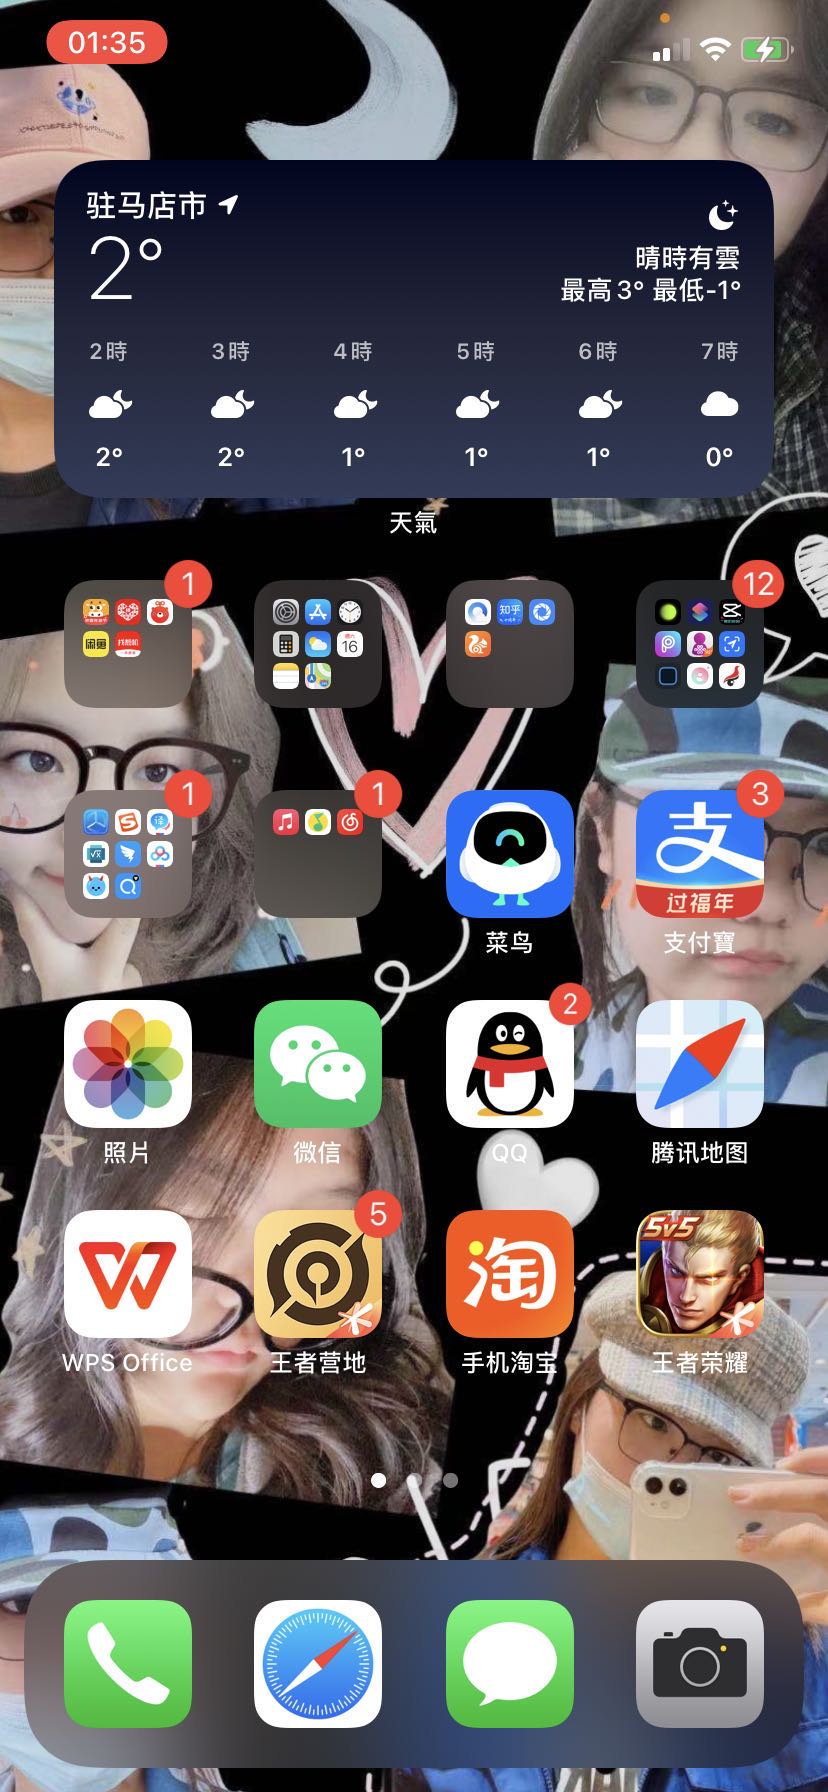 01:35
驻马店市
2°
晴時有雲
最高3° 最低-1°
2時 3時 4時 5時 6時 7時
2° 2° 1° 1° 1° 0°
天氣
1
12
知乎
闲鱼
找靓机
16
1
1
3
译
支
过福年
菜鸟
支付寶
2
照片
微信
QQ
腾讯地图
5
淘
5v5
WPS Office
王者营地
手机淘宝
王者荣耀